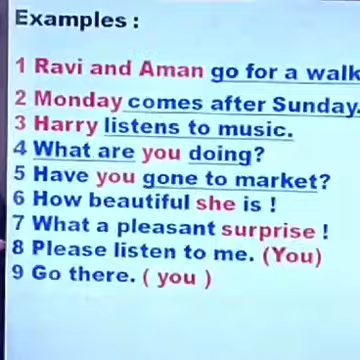 Examples :
1 Ravi and Aman go for a walk
2 Monday comes after Sunday.
3 Harry listens to music.
4 What are you doing?
5 Have you gone to market?
6 How beautiful she is !
7 What a pleasant surprise !
8 Please listen to me. (You)
9 Go there. ( you )